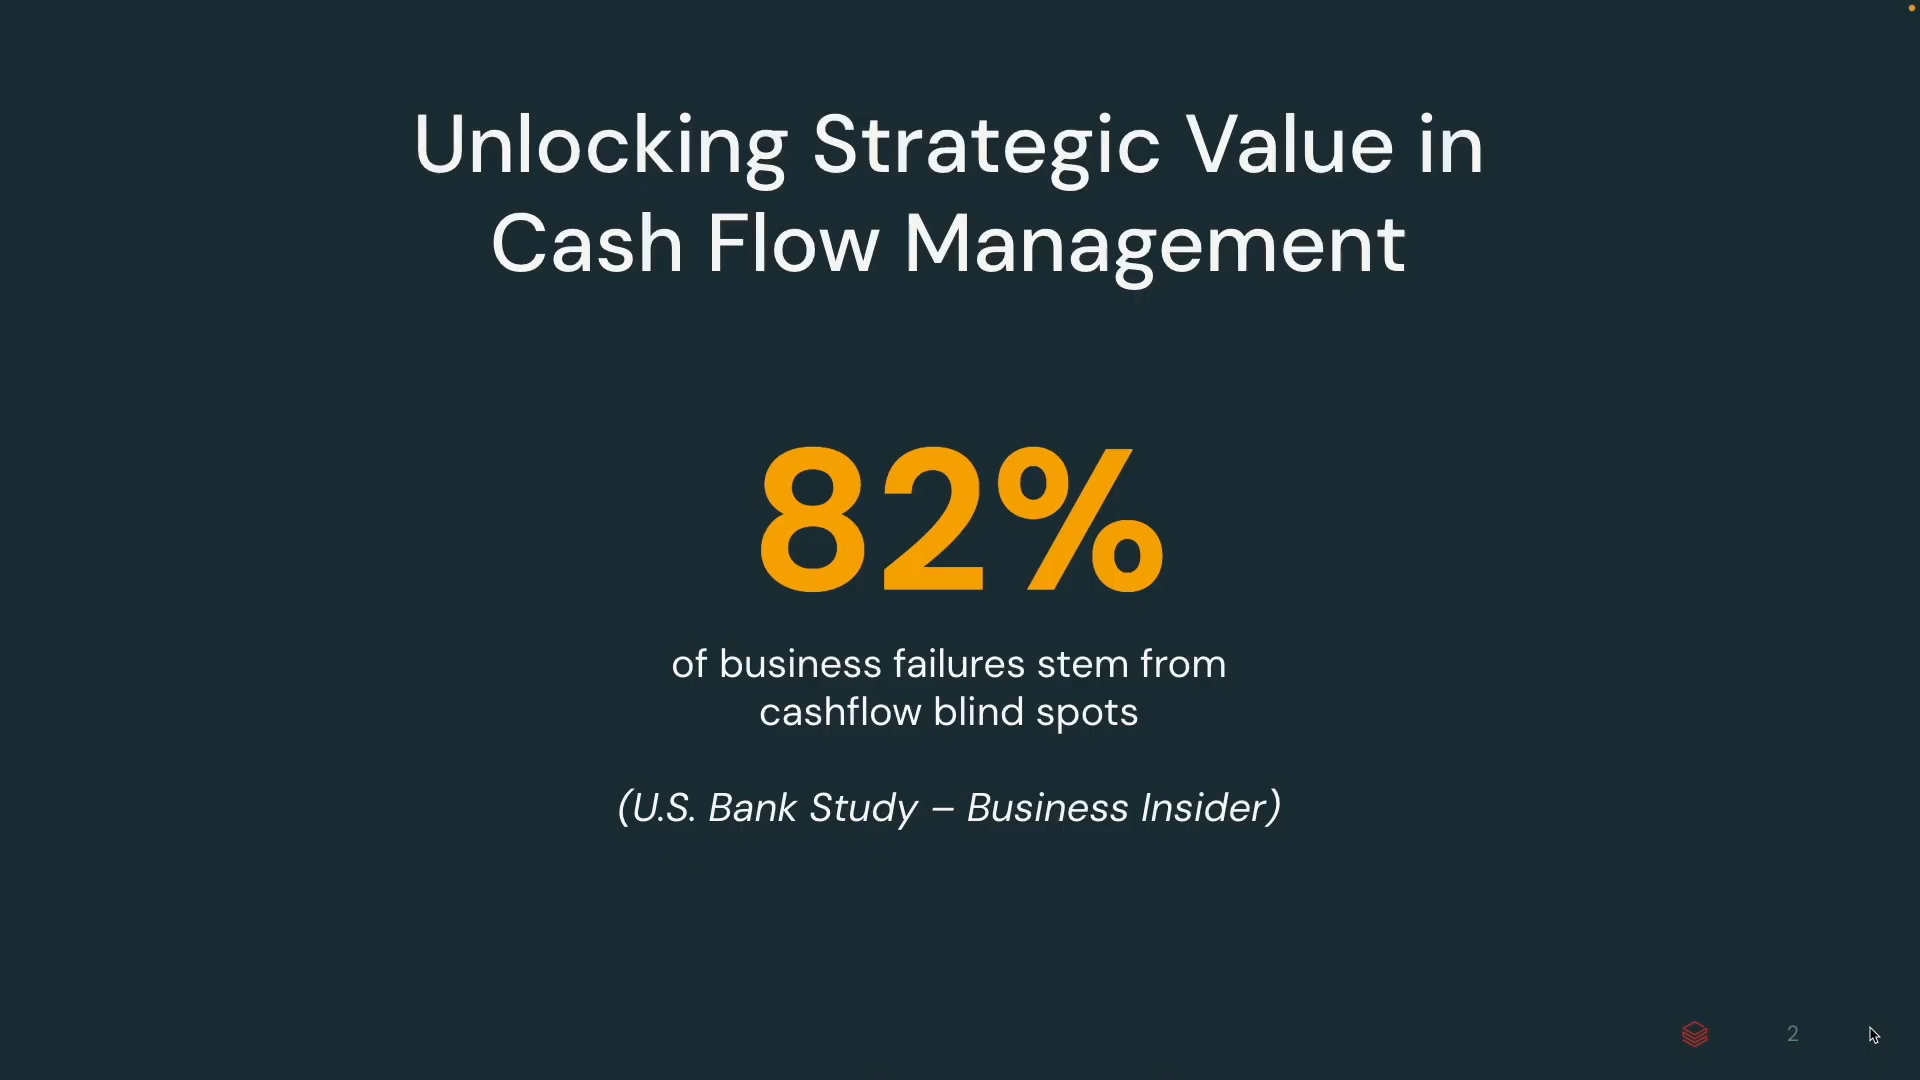 Unlocking Strategic Value in
Cash Flow Management
82%
of business failures stem from
cashflow blind spots
(U.S. Bank Study – Business Insider)
2